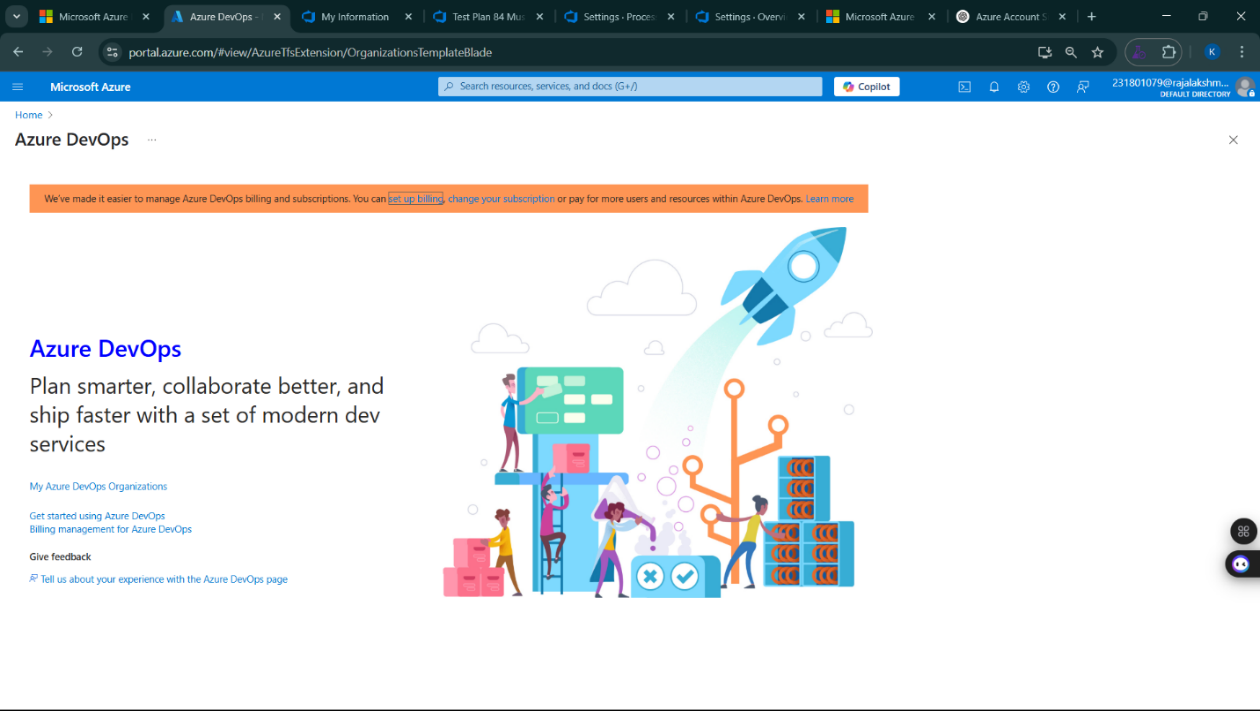 Microsoft Azure
Azure DevOps -
My Information
Test Plan 84 Mus
Settings · Proces
Settings · Overvi
Microsoft Azure
Azure Account S
portal.azure.com/#view/AzureTfsExtension/OrganizationsTemplateBlade
K
Microsoft Azure
Search resources, services, and docs (G+/)
Copilot
231801079@rajalakshm...
DEFAULT DIRECTORY
Home >
Azure DevOps ...
We've made it easier to manage Azure DevOps billing and subscriptions. You can set up billing, change your subscription or pay for more users and resources within Azure DevOps. Learn more
Azure DevOps
Plan smarter, collaborate better, and
ship faster with a set of modern dev
services
My Azure DevOps Organizations
Get started using Azure DevOps
Billing management for Azure DevOps
Give feedback
Tell us about your experience with the Azure DevOps page